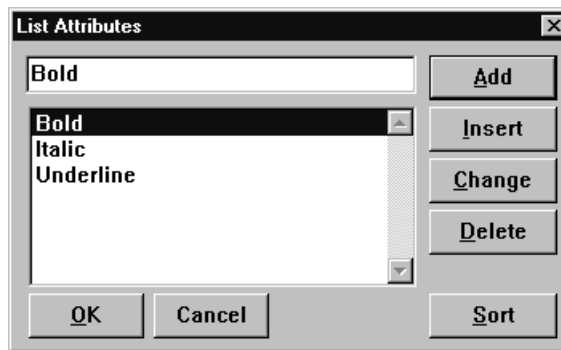 List Attributes
Bold
Add
Bold
Italic
Underline
Insert
Change
Delete
OK
Cancel
Sort